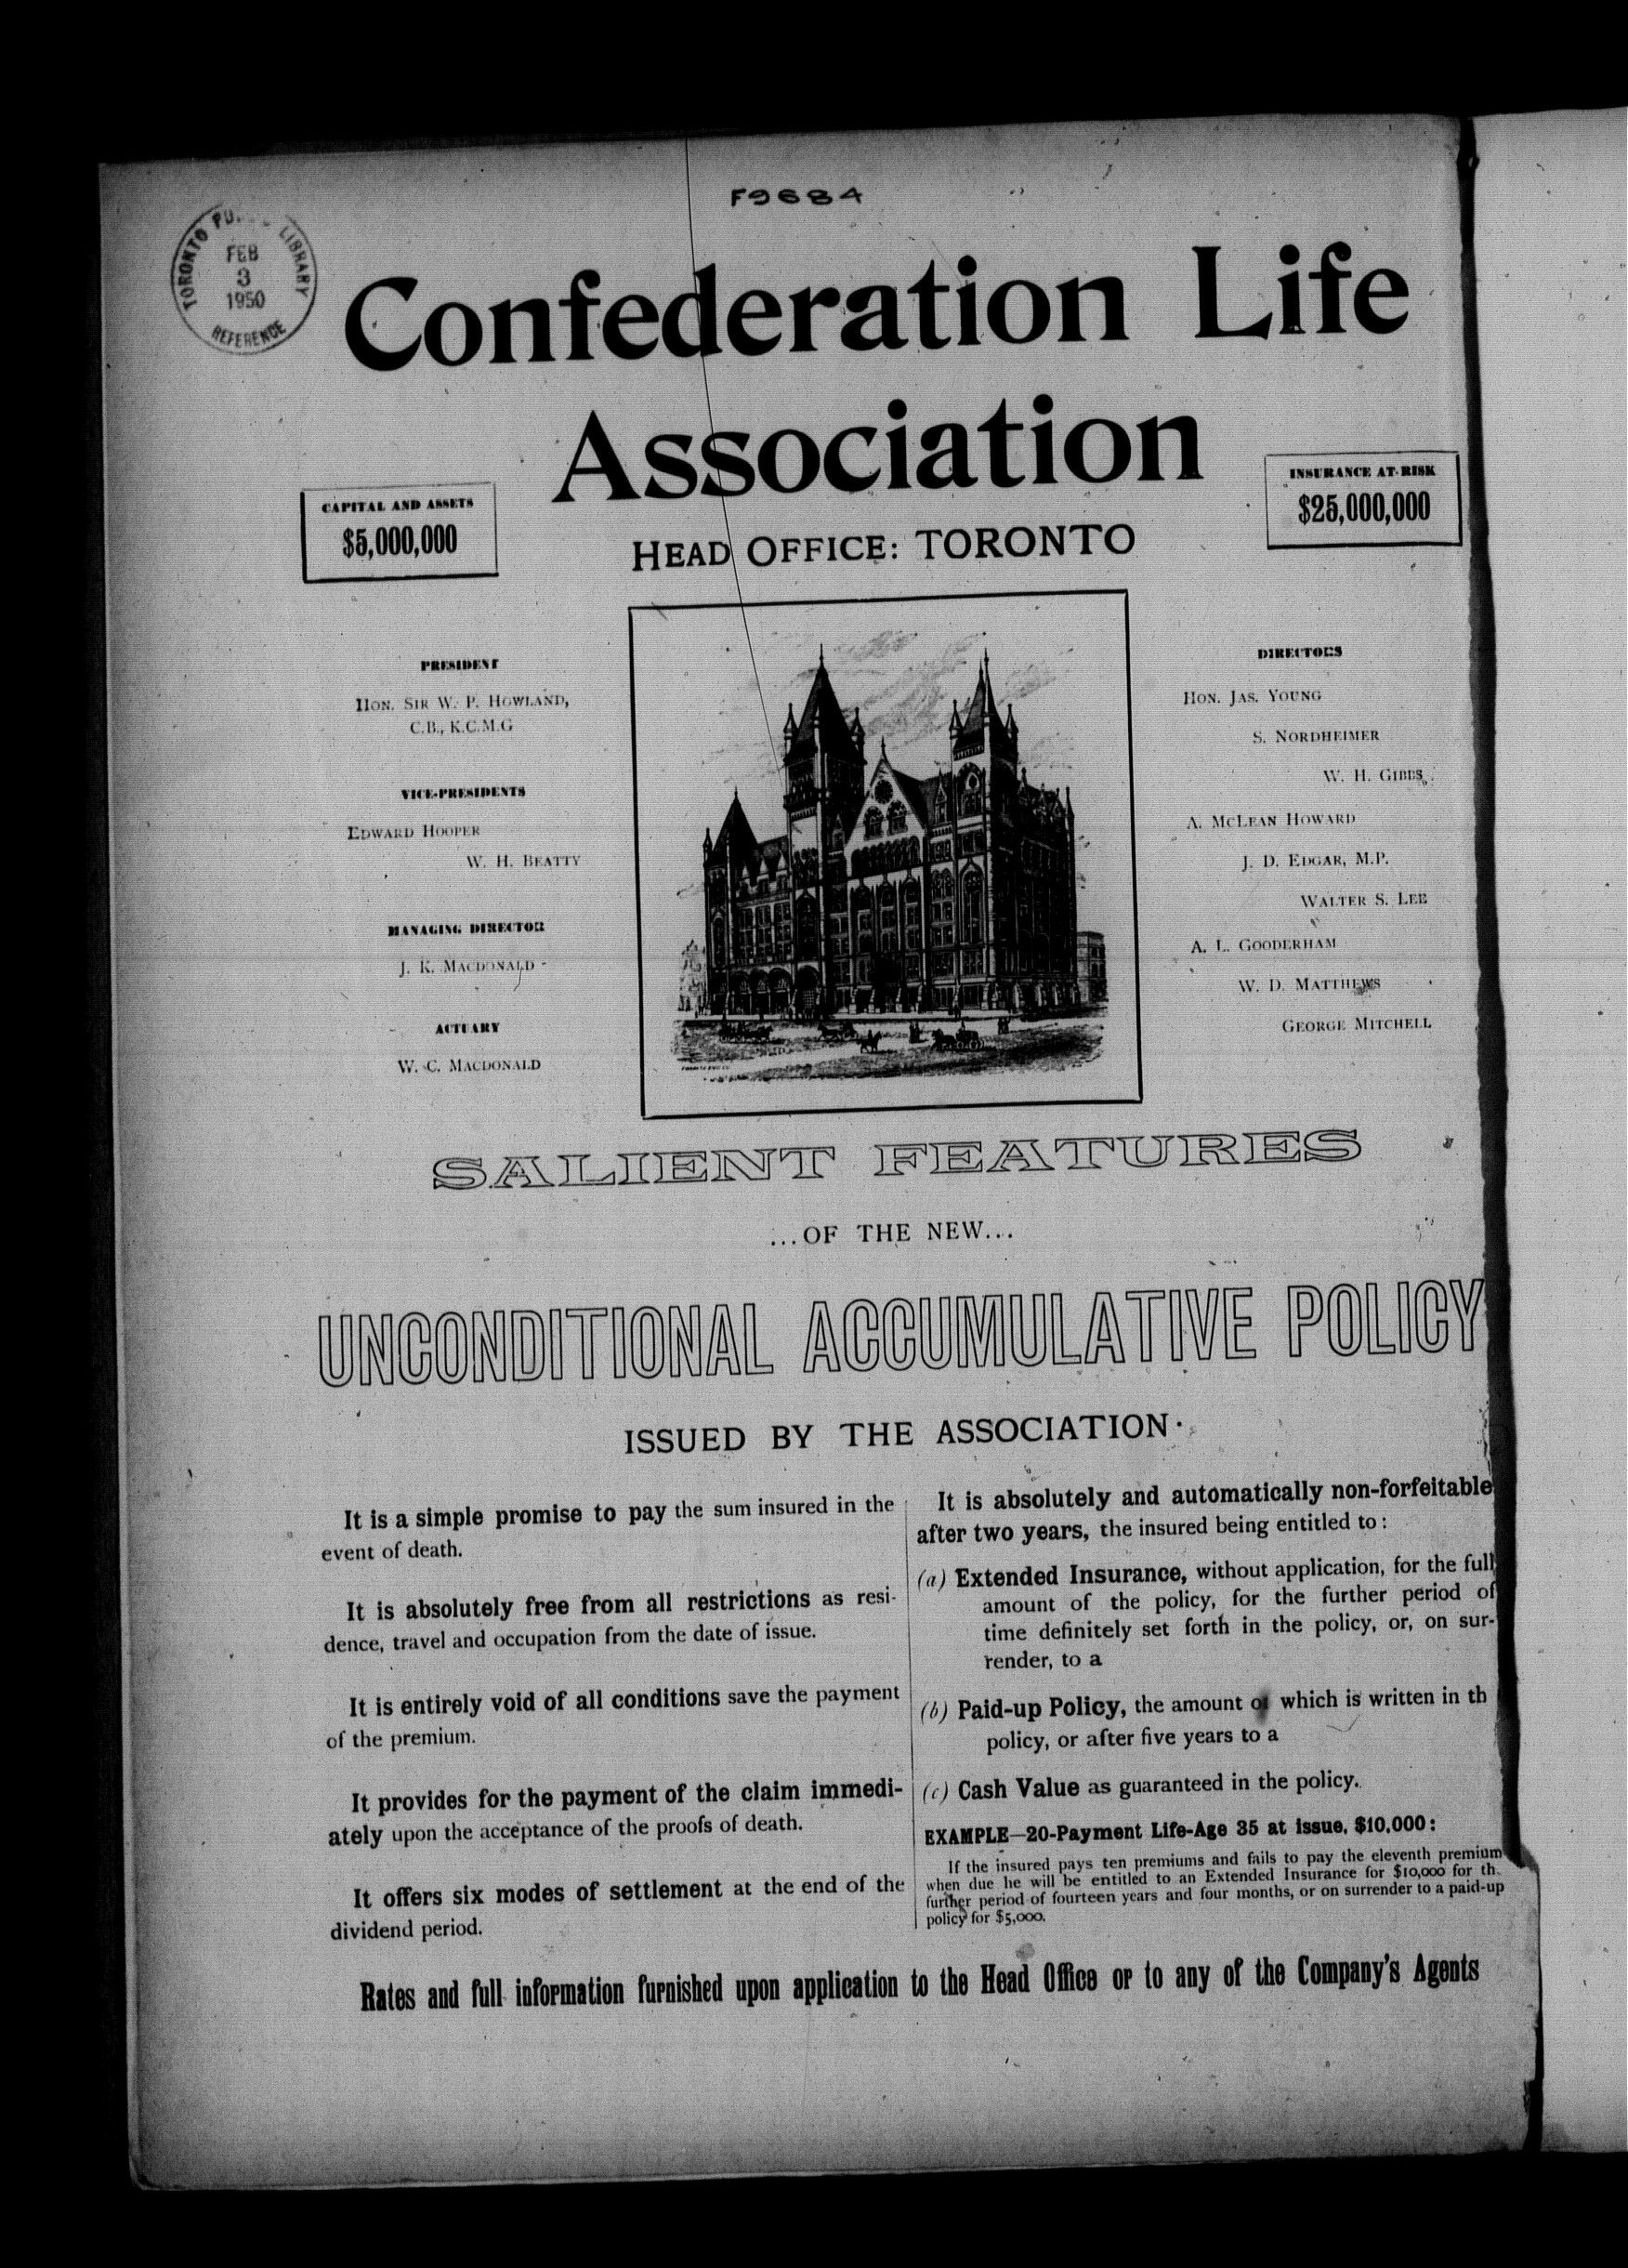 F9684
TORONTO PU LIBRARY
FEB
3
1950
REFERENCE
Confederation Life
Association
CAPITAL AND ASSETS
$5,000,000
INSURANCE AT RISK
$25,000,000
HEAD OFFICE: TORONTO
PRESIDENT
HON. SIR W. P. HOWLAND,
C.B., K.C.M.G
VICE-PRESIDENTS
EDWARD HOOPER
W. H. BEATTY
MANAGING DIRECTOR
J. K. MACDONALD
ACTUARY
W. C. MACDONALD
DIRECTORS
HON. JAS. YOUNG
S. NORDHEIMER
W. H. GIBBS
A. MCLEAN HOWARD
J. D. EDGAR, M.P.
WALTER S. LEE
A. L. GOODERHAM
W. D. MATTHEWS
GEORGE MITCHELL
SALIENT FEATURES
...OF THE NEW...
UNCONDITIONAL ACCUMULATIVE POLICY
ISSUED BY THE ASSOCIATION.
It is a simple promise to pay the sum insured in the
event of death.
It is absolutely free from all restrictions as resi-
dence, travel and occupation from the date of issue.
It is entirely void of all conditions save the payment
of the premium.
It provides for the payment of the claim immedi-
ately upon the acceptance of the proofs of death.
It offers six modes of settlement at the end of the
dividend period.
It is absolutely and automatically non-forfeitable
after two years, the insured being entitled to:
(a) Extended Insurance, without application, for the full
amount of the policy, for the further period of
time definitely set forth in the policy, or, on sur-
render, to a
(b) Paid-up Policy, the amount of which is written in th
policy, or after five years to a
(c) Cash Value as guaranteed in the policy.
EXAMPLE—20-Payment Life-Age 35 at issue, $10,000:
If the insured pays ten premiums and fails to pay the eleventh premium
when due he will be entitled to an Extended Insurance for $10,000 for th
further period of fourteen years and four months, or on surrender to a paid-up
policy for $5,000.
Rates and full information furnished upon application to the Head Office or to any of the Company's Agents